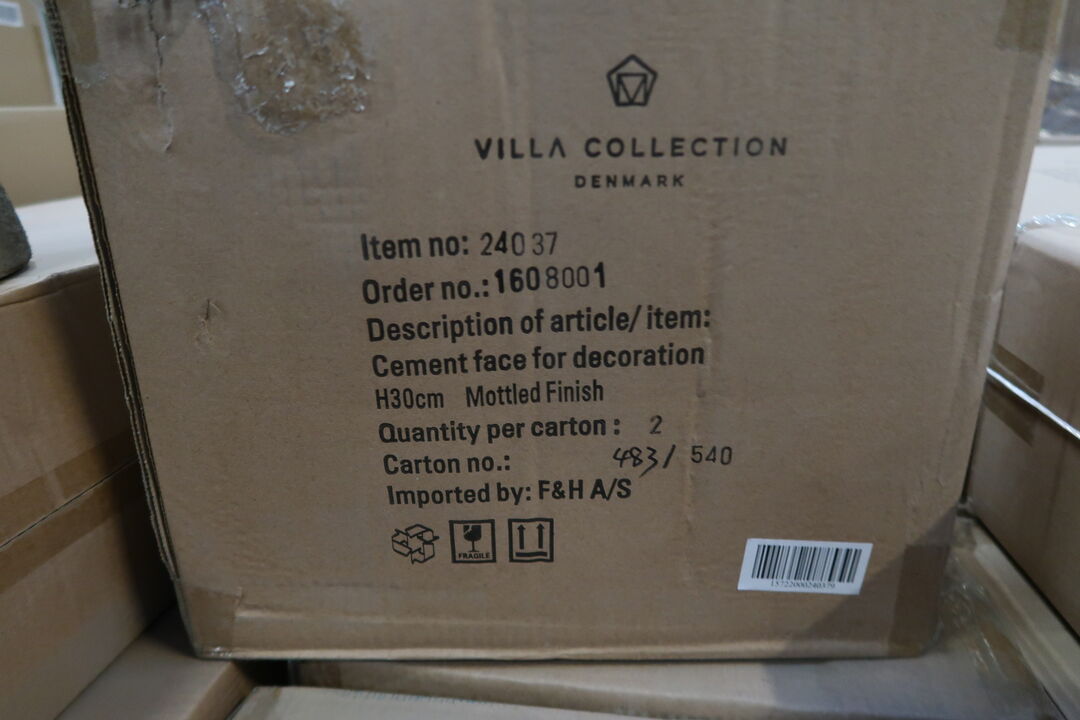 VILLA COLLECTION
DENMARK
Item no: 24037
Order no.: 1608001
Description of article/ item:
Cement face for decoration
H30cm Mottled Finish
Quantity per carton : 2
Carton no.: 483/ 540
Imported by: F&H A/S
FRAGILE